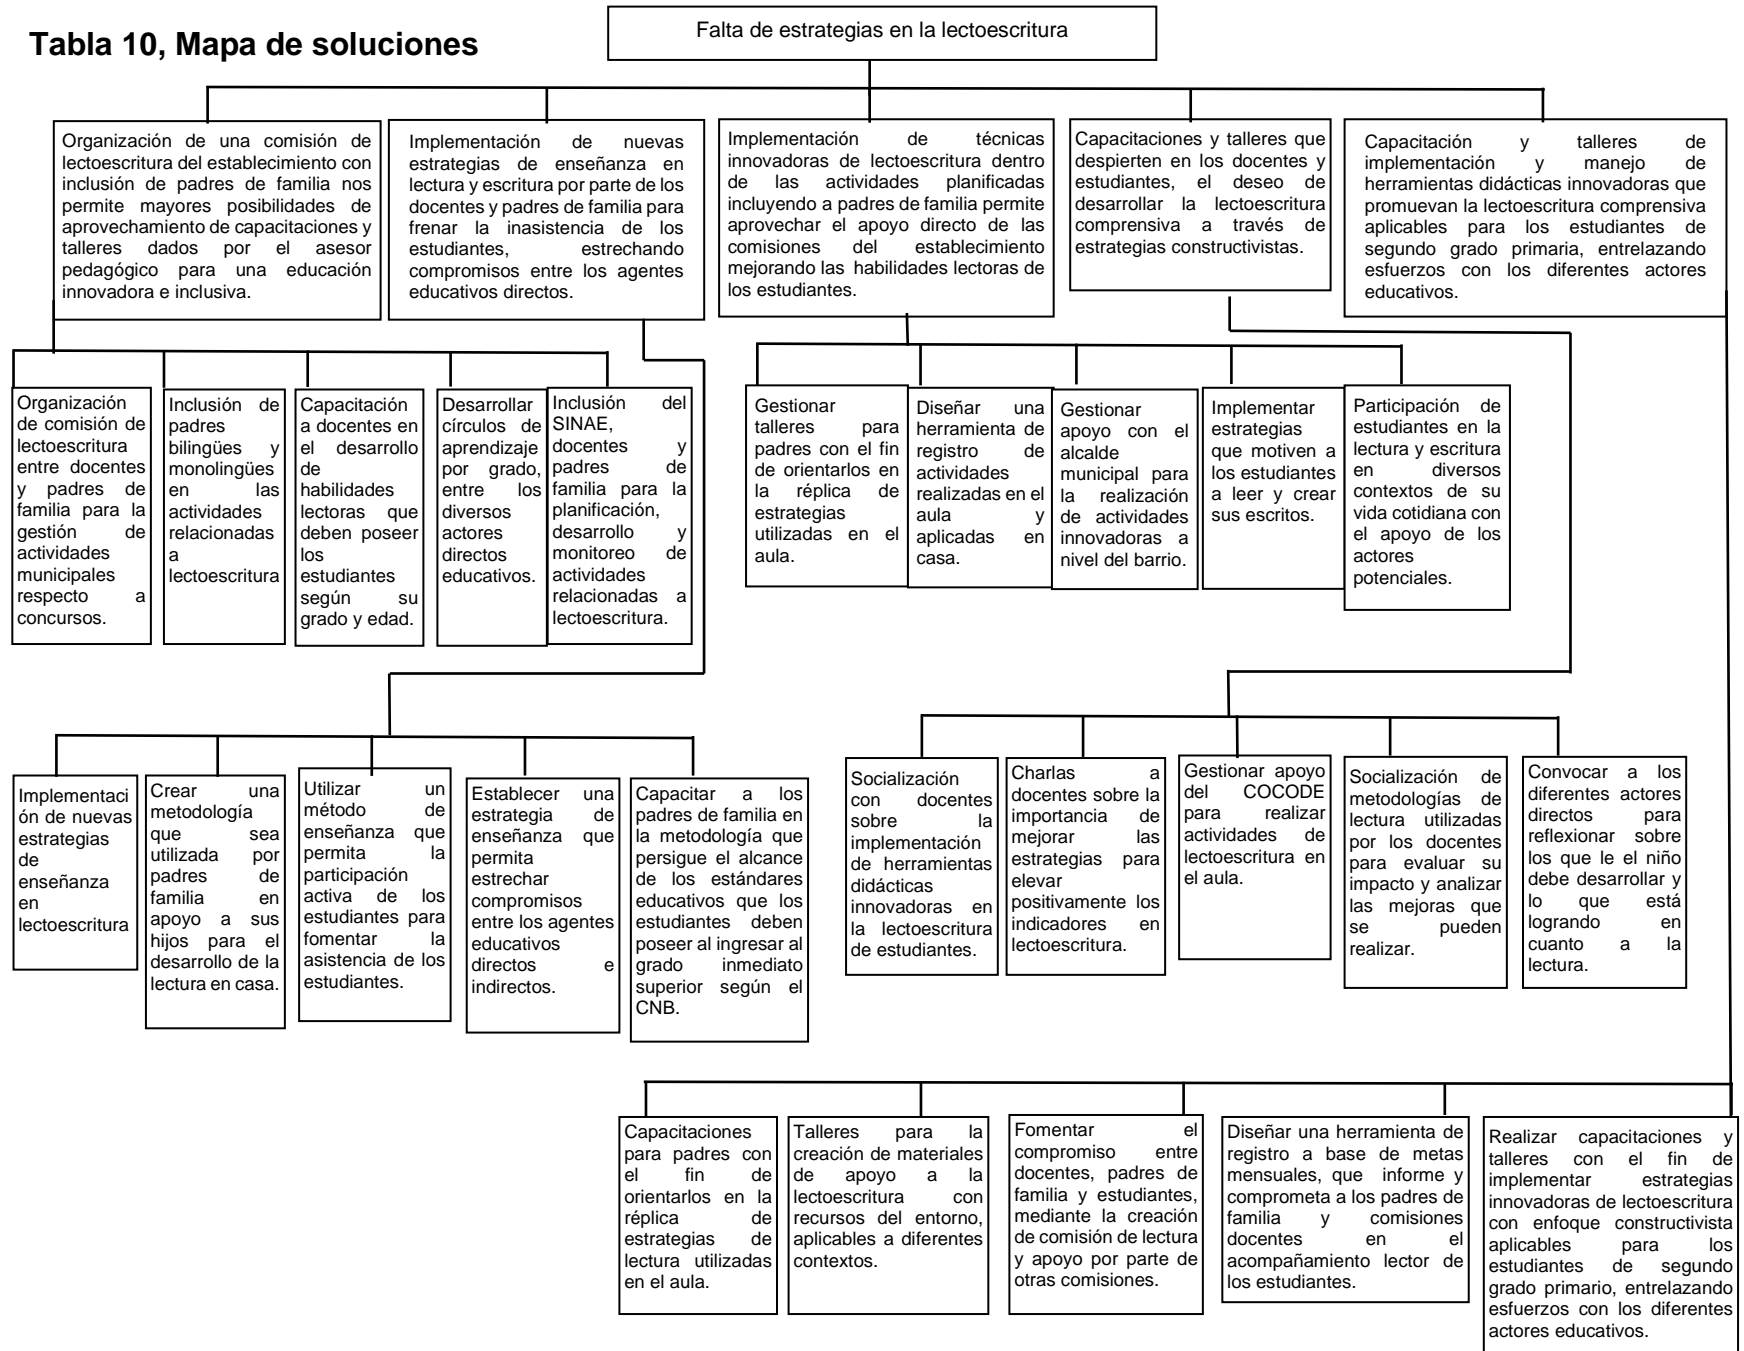 Falta de estrategias en la lectoescritura
Tabla 10, Mapa de soluciones
Organización de una comisión de
lectoescritura del establecimiento con
inclusión de padres de familia nos
permite mayores posibilidades de
aprovechamiento de capacitaciones y
talleres dados por el asesor
pedagógico para una educación
innovadora e inclusiva.
Implementación de nuevas
estrategias de enseñanza en
lectura y escritura por parte de los
docentes y padres de familia para
frenar la inasistencia de los
estudiantes, estrechando
compromisos entre los agentes
educativos directos.
Implementación de técnicas
innovadoras de lectoescritura dentro
de las actividades planificadas
incluyendo a padres de familia permite
aprovechar el apoyo directo de las
comisiones del establecimiento
mejorando las habilidades lectoras de
los estudiantes.
Capacitaciones y talleres que
despierten en los docentes y
estudiantes, el deseo de
desarrollar la lectoescritura
comprensiva a través de
estrategias constructivistas.
Capacitación y talleres de
implementación y manejo de
herramientas didácticas innovadoras que
promuevan la lectoescritura comprensiva
aplicables para los estudiantes de
segundo grado primaria, entrelazando
esfuerzos con los diferentes actores
educativos.
Organización
de comisión de
lectoescritura
entre docentes
y padres de
familia para la
gestión de
actividades
municipales
respecto a
concursos.
Inclusión de
padres
bilingües y
monolingües
en las
actividades
relacionadas
a
lectoescritura
Capacitación
a docentes en
el desarrollo
de
habilidades
lectoras que
deben poseer
los
estudiantes
según su
grado y edad.
Desarrollar
círculos de
aprendizaje
por grado,
entre los
diversos
actores
directos
educativos.
Inclusión del
SINAE,
docentes y
padres de
familia para la
planificación,
desarrollo y
monitoreo de
actividades
relacionadas a
lectoescritura.
Gestionar
talleres para
padres con el fin
de orientarlos en
la réplica de
estrategias
utilizadas en el
aula.
Diseñar una
herramienta de
registro de
actividades
realizadas en el
aula y
aplicadas en
casa.
Gestionar
apoyo con el
alcalde
municipal para
la realización
de actividades
innovadoras a
nivel del barrio.
Implementar
estrategias
que motiven a
los estudiantes
a leer y crear
sus escritos.
Participación de
estudiantes en la
lectura y escritura
en diversos
contextos de su
vida cotidiana con
el apoyo de los
actores
potenciales.
Implementaci
ón de nuevas
estrategias
de
enseñanza
en
lectoescritura
Crear una
metodología
que sea
utilizada por
padres de
familia en
apoyo a sus
hijos para el
desarrollo de la
lectura en casa.
Utilizar un
método de
enseñanza que
permita la
participación
activa de los
estudiantes para
fomentar la
asistencia de los
estudiantes.
Establecer una
estrategia de
enseñanza que
permita
estrechar
compromisos
entre los agentes
educativos
directos e
indirectos.
Capacitar a los
padres de familia en
la metodología que
persigue el alcance
de los estándares
educativos que los
estudiantes deben
poseer al ingresar al
grado inmediato
superior según el
CNB.
Socialización
con docentes
sobre la
implementación
de herramientas
didácticas
innovadoras en
la lectoescritura
de estudiantes.
Charlas a
docentes sobre la
importancia de
mejorar las
estrategias para
elevar
positivamente los
indicadores en
lectoescritura.
Gestionar apoyo
del COCODE
para realizar
actividades de
lectoescritura en
el aula.
Socialización de
metodologías de
lectura utilizadas
por los docentes
para evaluar su
impacto y analizar
las mejoras que
se pueden
realizar.
Convocar a los
diferentes actores
directos para
reflexionar sobre
los que le el niño
debe desarrollar y
lo que está
logrando en
cuanto a la
lectura.
Capacitaciones
para padres con
el fin de
orientarlos en la
réplica de
estrategias de
lectura utilizadas
en el aula.
Talleres para la
creación de materiales
de apoyo a la
lectoescritura con
recursos del entorno,
aplicables a diferentes
contextos.
Fomentar el
compromiso entre
docentes, padres de
familia y estudiantes,
mediante la creación
de comisión de lectura
y apoyo por parte de
otras comisiones.
Diseñar una herramienta de
registro a base de metas
mensuales, que informe y
comprometa a los padres de
familia y comisiones
docentes en el
acompañamiento lector de
los estudiantes.
Realizar capacitaciones y
talleres con el fin de
implementar estrategias
innovadoras de lectoescritura
con enfoque constructivista
aplicables para los
estudiantes de segundo
grado primario, entrelazando
esfuerzos con los diferentes
actores educativos.